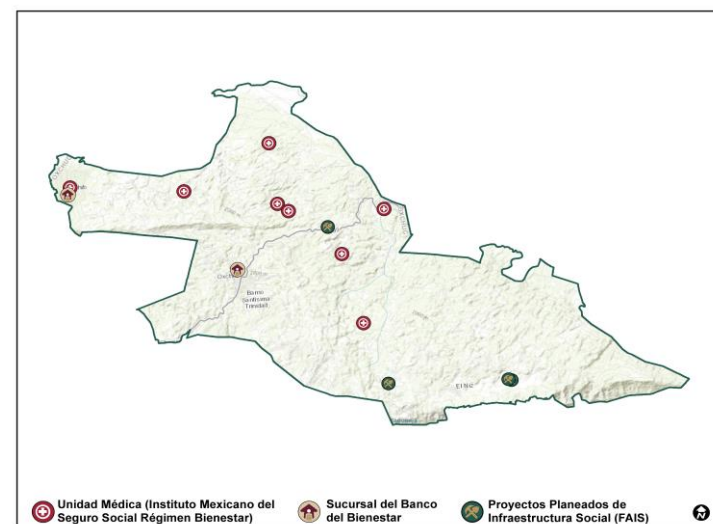 Barrio
Santísima
Trinidad
Unidad Médica (Instituto Mexicano del
Seguro Social Régimen Bienestar)
Sucursal del Banco
del Bienestar
Proyectos Planeados de
Infraestructura Social (FAIS)